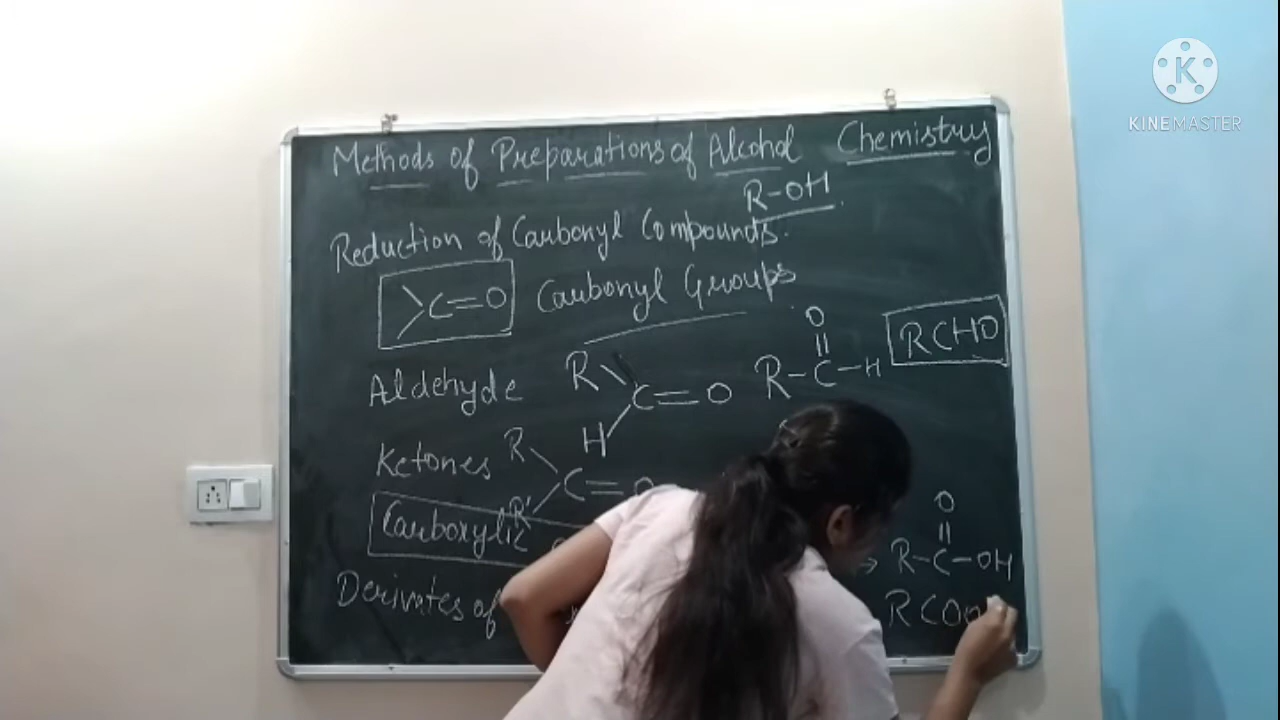 KINEMASTER
Methods of Preparations of Alcohol Chemistry
R-OH
Reduction of Carbonyl Compounds.
C=O Carbonyl Groups
RCHO
Aldehyde R H C=O R-C-H O
Ketones R R' C=O
Carboxylic
O
R-C-OH
Derivates of
RCOO